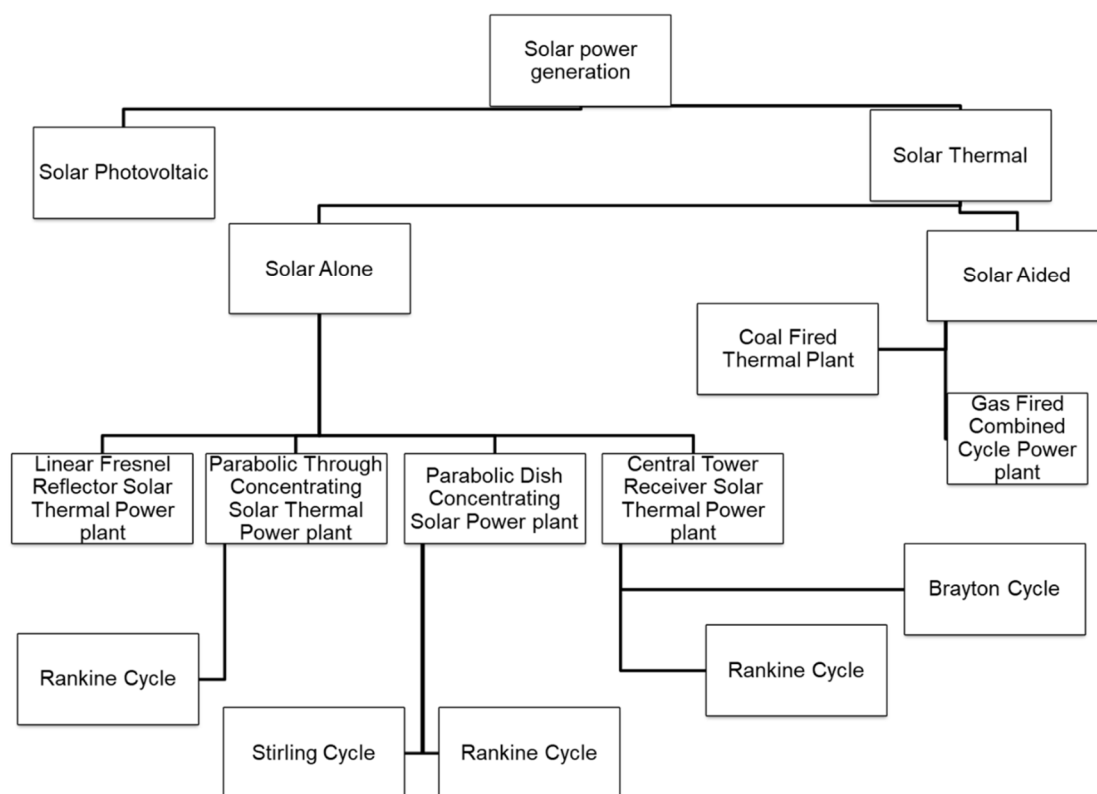 Solar power
generation
Solar Photovoltaic
Solar Thermal
Solar Alone
Solar Aided
Coal Fired
Thermal Plant
Gas Fired
Combined
Cycle Power
plant
Linear Fresnel
Reflector Solar
Thermal Power
plant
Parabolic Through
Concentrating
Solar Thermal
Power plant
Parabolic Dish
Concentrating
Solar Power plant
Central Tower
Receiver Solar
Thermal Power
plant
Brayton Cycle
Rankine Cycle
Rankine Cycle
Stirling Cycle
Rankine Cycle